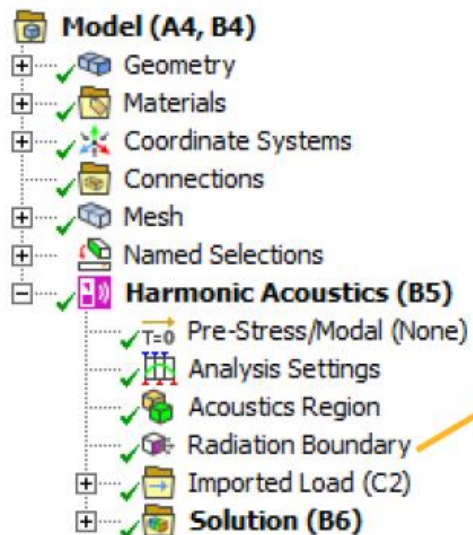 Model (A4, B4)
Geometry
Materials
Coordinate Systems
Connections
Mesh
Named Selections
Harmonic Acoustics (B5)
T=0 Pre-Stress/Modal (None)
Analysis Settings
Acoustics Region
Radiation Boundary
Imported Load (C2)
Solution (B6)